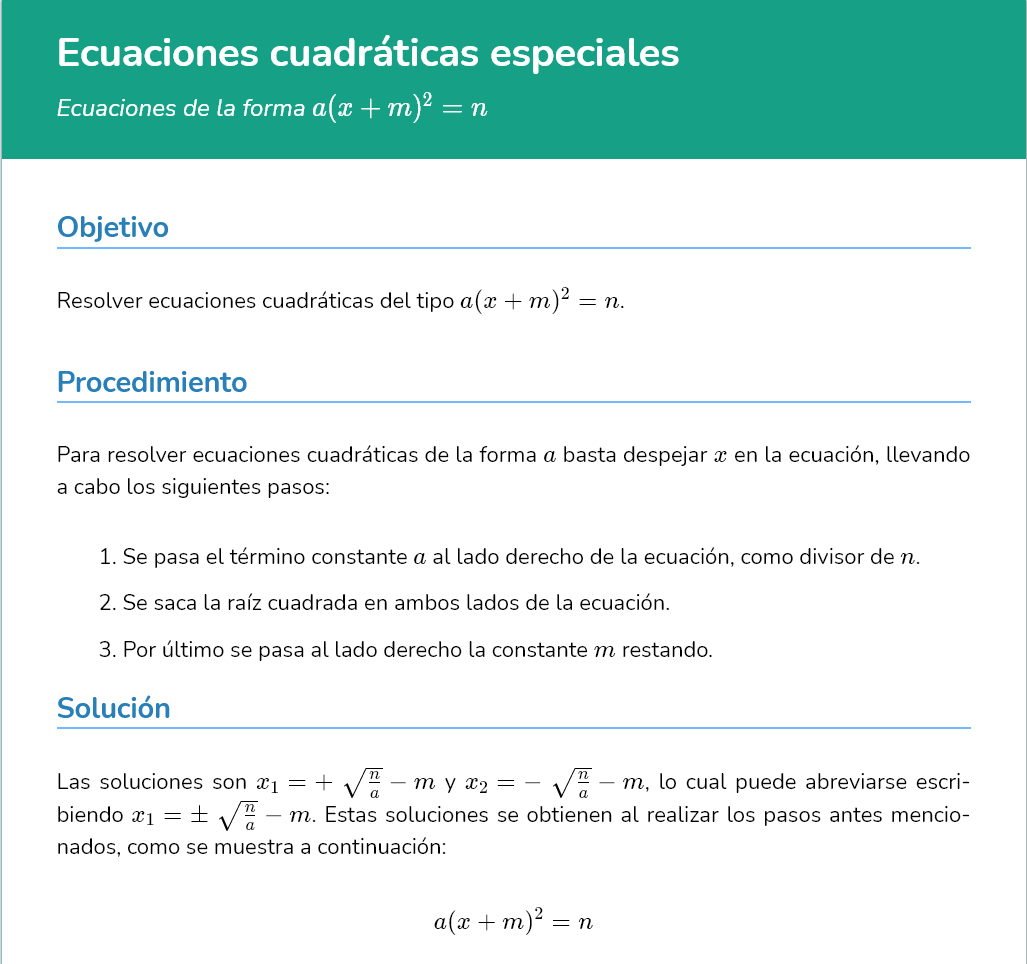 Ecuaciones cuadráticas especiales
Ecuaciones de la forma $a(x+m)^2 = n$
Objetivo
Resolver ecuaciones cuadráticas del tipo $a(x+m)^2 = n$.
Procedimiento
Para resolver ecuaciones cuadráticas de la forma $a$ basta despejar $x$ en la ecuación, llevando
a cabo los siguientes pasos:
1. Se pasa el término constante $a$ al lado derecho de la ecuación, como divisor de $n$.
2. Se saca la raíz cuadrada en ambos lados de la ecuación.
3. Por último se pasa al lado derecho la constante $m$ restando.
Solución
Las soluciones son $x_1 = +\sqrt{\frac{n}{a}} - m$ y $x_2 = -\sqrt{\frac{n}{a}} - m$, lo cual puede abreviarse escri-
biendo $x_1 = \pm\sqrt{\frac{n}{a}} - m$. Estas soluciones se obtienen al realizar los pasos antes mencio-
nados, como se muestra a continuación:
$a(x+m)^2 = n$